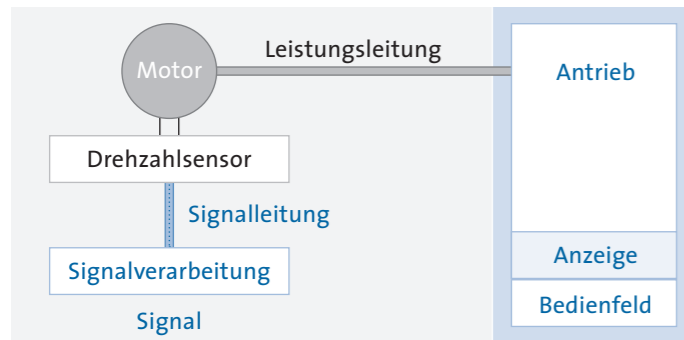 Leistungsleitung
Motor
Antrieb
Drehzahlsensor
Signalleitung
Anzeige
Signalverarbeitung
Bedienfeld
Signal